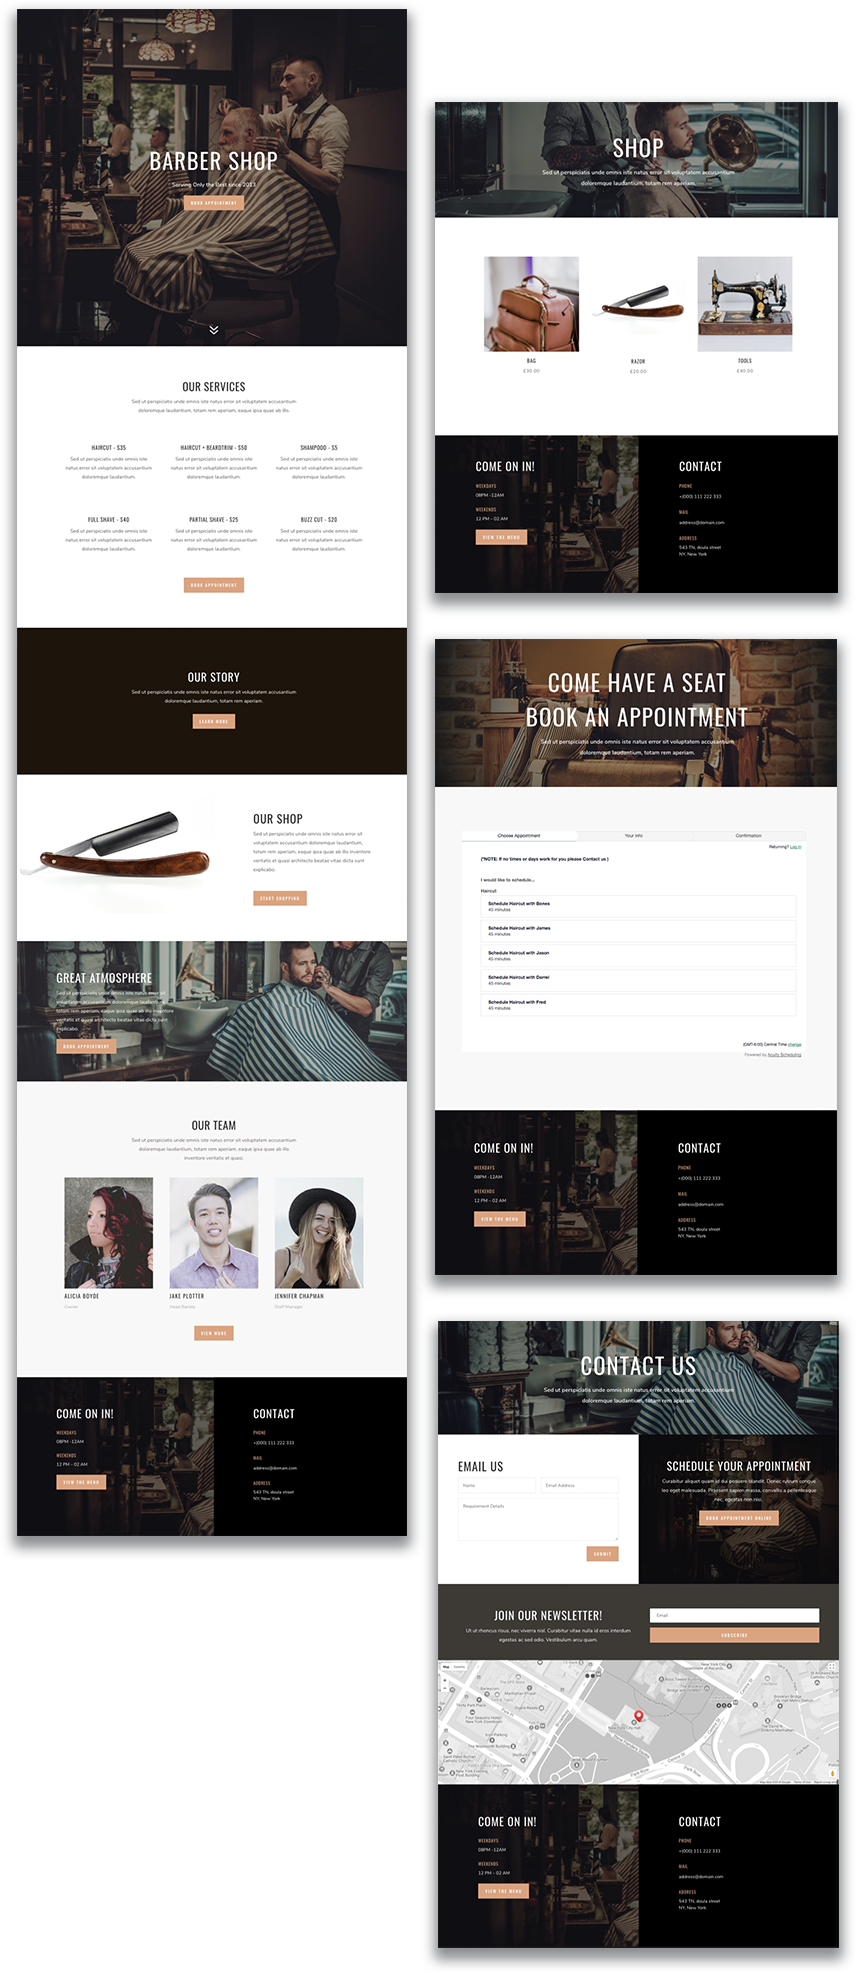 BARBER SHOP
Serving Only the Best since 2013
BOOK APPOINTMENT
OUR SERVICES
Sed ut perspiciatis unde omnis iste natus error sit voluptatem accusantium
doloremque laudantium, totam rem aperiam, eaque ipsa quae ab illo.
HAIRCUT - $35
Sed ut perspiciatis unde omnis iste
natus error sit voluptatem accusantium
doloremque laudantium.
HAIRCUT + BEARDTRIM - $50
Sed ut perspiciatis unde omnis iste
natus error sit voluptatem accusantium
doloremque laudantium.
SHAMPOOO - $5
Sed ut perspiciatis unde omnis iste
natus error sit voluptatem accusantium
doloremque laudantium.
FULL SHAVE - $40
Sed ut perspiciatis unde omnis iste
natus error sit voluptatem accusantium
doloremque laudantium.
PARTIAL SHAVE - $25
Sed ut perspiciatis unde omnis iste
natus error sit voluptatem accusantium
doloremque laudantium.
BUZZ CUT - $20
Sed ut perspiciatis unde omnis iste
natus error sit voluptatem accusantium
doloremque laudantium.
BOOK APPOINTMENT
OUR STORY
Sed ut perspiciatis unde omnis iste natus error sit voluptatem accusantium
doloremque laudantium, totam rem aperiam.
LEARN MORE
OUR SHOP
Sed ut perspiciatis unde omnis iste natus error sit
voluptatem accusantium doloremque laudantium,
totam rem aperiam, eaque ipsa quae ab illo inventore
veritatis et quasi architecto beatae vitae dicta sunt
explicabo.
START SHOPPING
GREAT ATMOSPHERE
Sed ut perspiciatis unde omnis iste natus error sit
voluptatem accusantium doloremque laudantium,
totam rem aperiam, eaque ipsa quae ab illo inventore
veritatis et quasi architecto beatae vitae dicta sunt
explicabo.
BOOK APPOINTMENT
OUR TEAM
Sed ut perspiciatis unde omnis iste natus error sit voluptatem accusantium
doloremque laudantium, totam rem aperiam, eaque ipsa quae ab illo
inventore veritatis et quasi.
ALICIA BOYDE
Owner
JAKE PLOTTER
Head Barista
JENNIFER CHAPMAN
Staff Manager
VIEW MORE
COME ON IN!
WEEKDAYS
08PM -12AM
WEEKENDS
12 PM - 02 AM
VIEW THE MENU
CONTACT
PHONE
+(000) 111 222 333
MAIL
address@domain.com
ADDRESS
543 TN, doula street
NY, New York
SHOP
Sed ut perspiciatis unde omnis iste natus error sit voluptatem accusantium
doloremque laudantium, totam rem aperiam.
BAG
£30.00
RAZOR
£20.00
TOOLS
£40.00
COME ON IN!
WEEKDAYS
08PM -12AM
WEEKENDS
12 PM - 02 AM
VIEW THE MENU
CONTACT
PHONE
+(000) 111 222 333
MAIL
address@domain.com
ADDRESS
543 TN, doula street
NY, New York
COME HAVE A SEAT
BOOK AN APPOINTMENT
Sed ut perspiciatis unde omnis iste natus error sit voluptatem accusantium
doloremque laudantium, totam rem aperiam.
Choose Appointment
Your Info
Confirmation
Returning? Log in
(*NOTE: If no times or days work for you please Contact us )
I would like to schedule...
Haircut
Schedule Haircut with Bones
45 minutes
Schedule Haircut with James
45 minutes
Schedule Haircut with Jason
45 minutes
Schedule Haircut with Darrel
45 minutes
Schedule Haircut with Fred
45 minutes
(GMT-6:00) Central Time change
Powered by Acuity Scheduling
COME ON IN!
WEEKDAYS
08PM -12AM
WEEKENDS
12 PM - 02 AM
VIEW THE MENU
CONTACT
PHONE
+(000) 111 222 333
MAIL
address@domain.com
ADDRESS
543 TN, doula street
NY, New York
CONTACT US
Sed ut perspiciatis unde omnis iste natus error sit voluptatem accusantium
doloremque laudantium, totam rem aperiam.
EMAIL US
Name
Email Address
Requirement Details
SUBMIT
SCHEDULE YOUR APPOINTMENT
Curabitur aliquet quam id dui posuere blandit. Donec rutrum congue
leo eget malesuada. Praesent sapien massa, convallis a pellentesque
nec, egestas non nisi.
BOOK APPOINTMENT ONLINE
JOIN OUR NEWSLETTER!
Ut ut rhoncus risus, nec viverra nisl. Curabitur vitae nulla id eros interdum
egestas ac sed odio. Vestibulum arcu quam.
Email
SUBSCRIBE
Map
Satellite
New York City Hall
Park Row
COME ON IN!
WEEKDAYS
08PM -12AM
WEEKENDS
12 PM - 02 AM
VIEW THE MENU
CONTACT
PHONE
+(000) 111 222 333
MAIL
address@domain.com
ADDRESS
543 TN, doula street
NY, New York